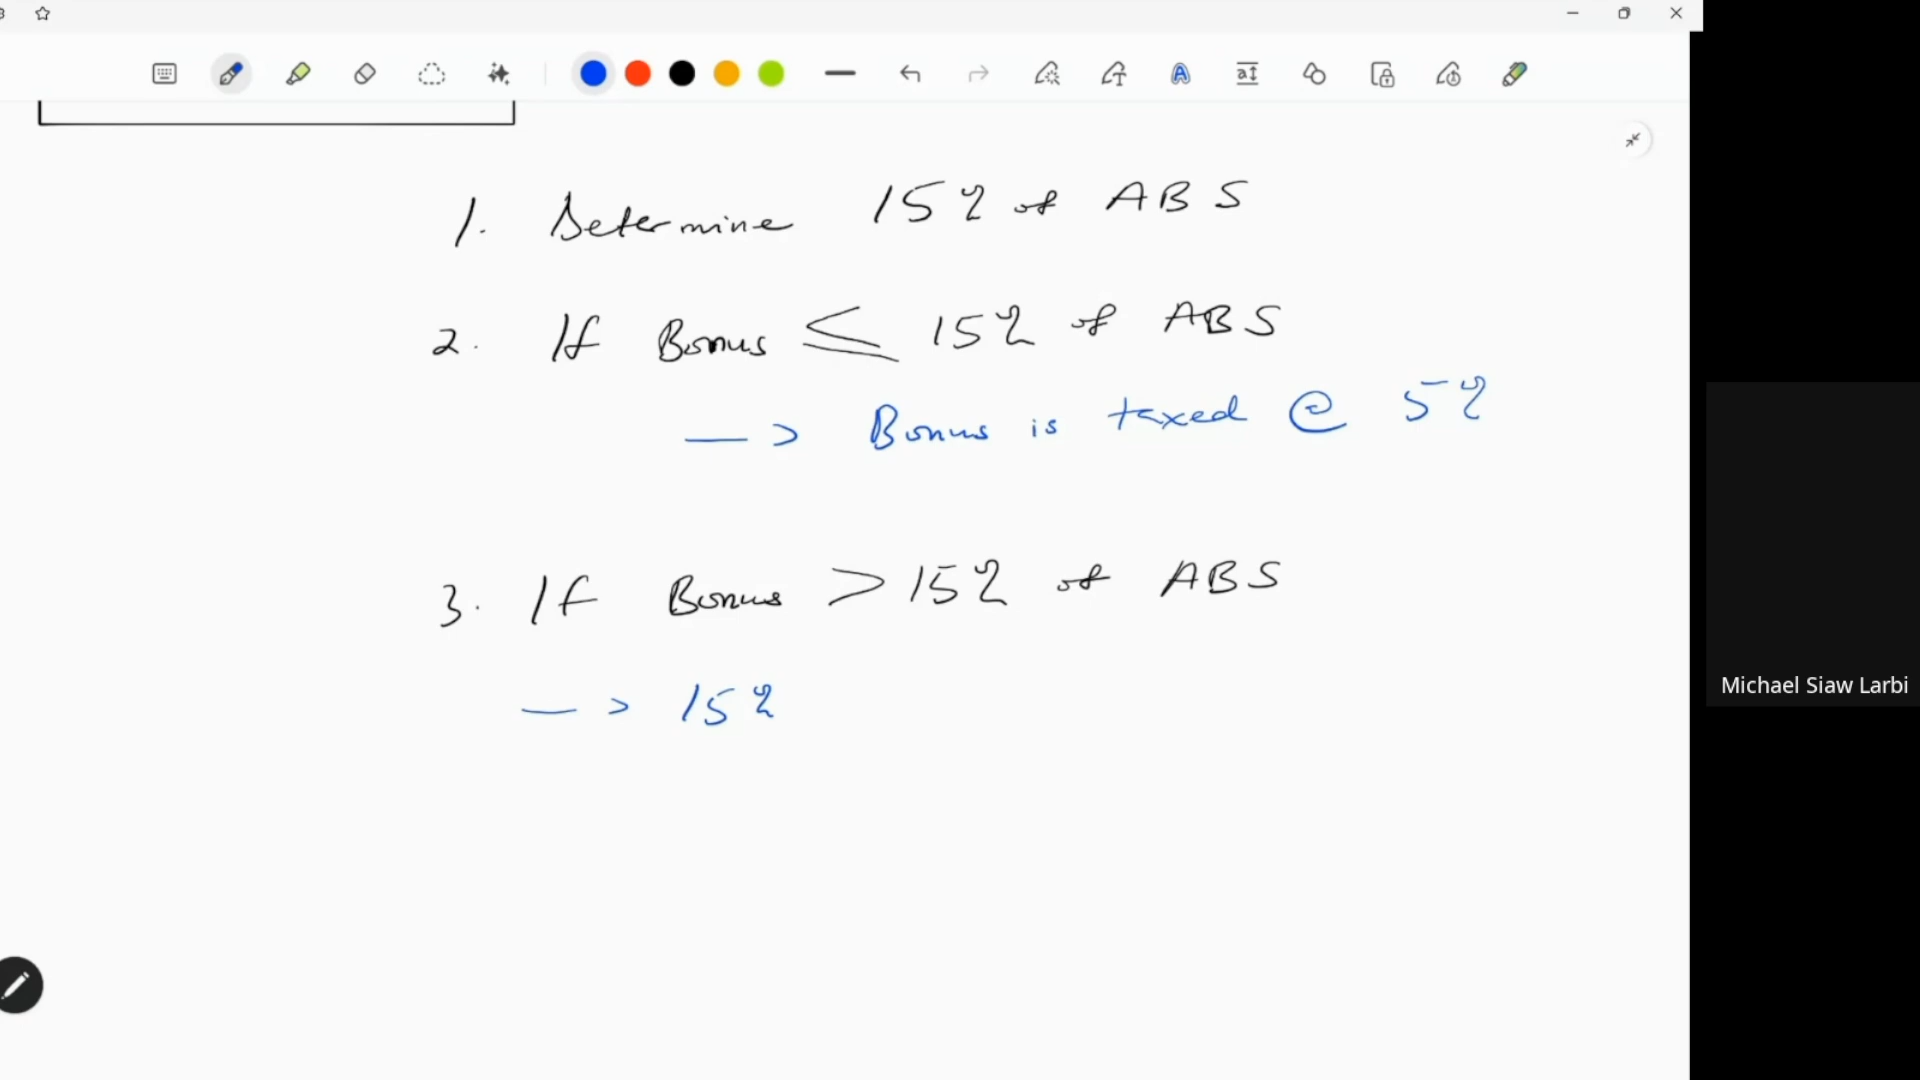 1. Determine 15% of ABS
2. If Bonus ≤ 15% of ABS
—> Bonus is taxed @ 5%
3. If Bonus > 15% of ABS
—> 15%
Michael Siaw Larbi